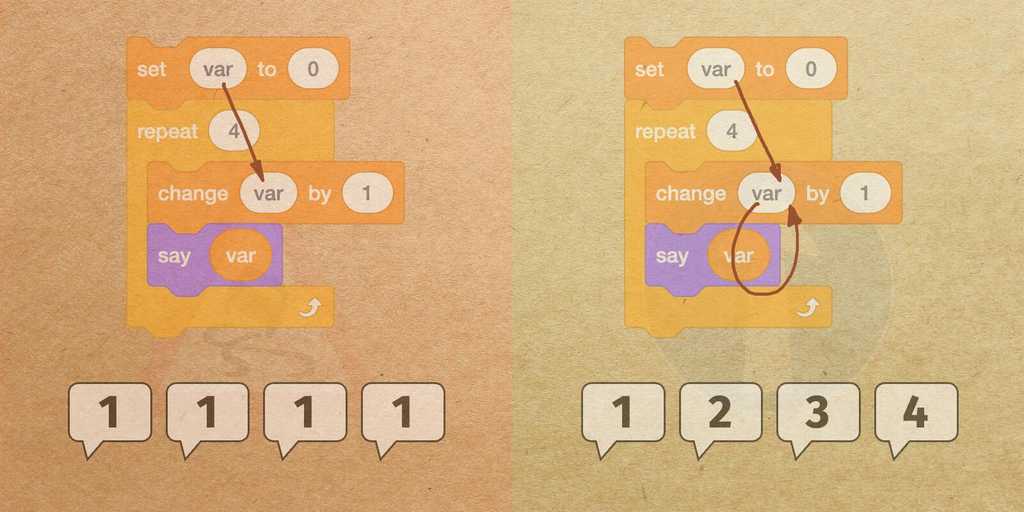 set var to 0
repeat 4
change var by 1
say var
1 1 1 1
set var to 0
repeat 4
change var by 1
say var
1 2 3 4